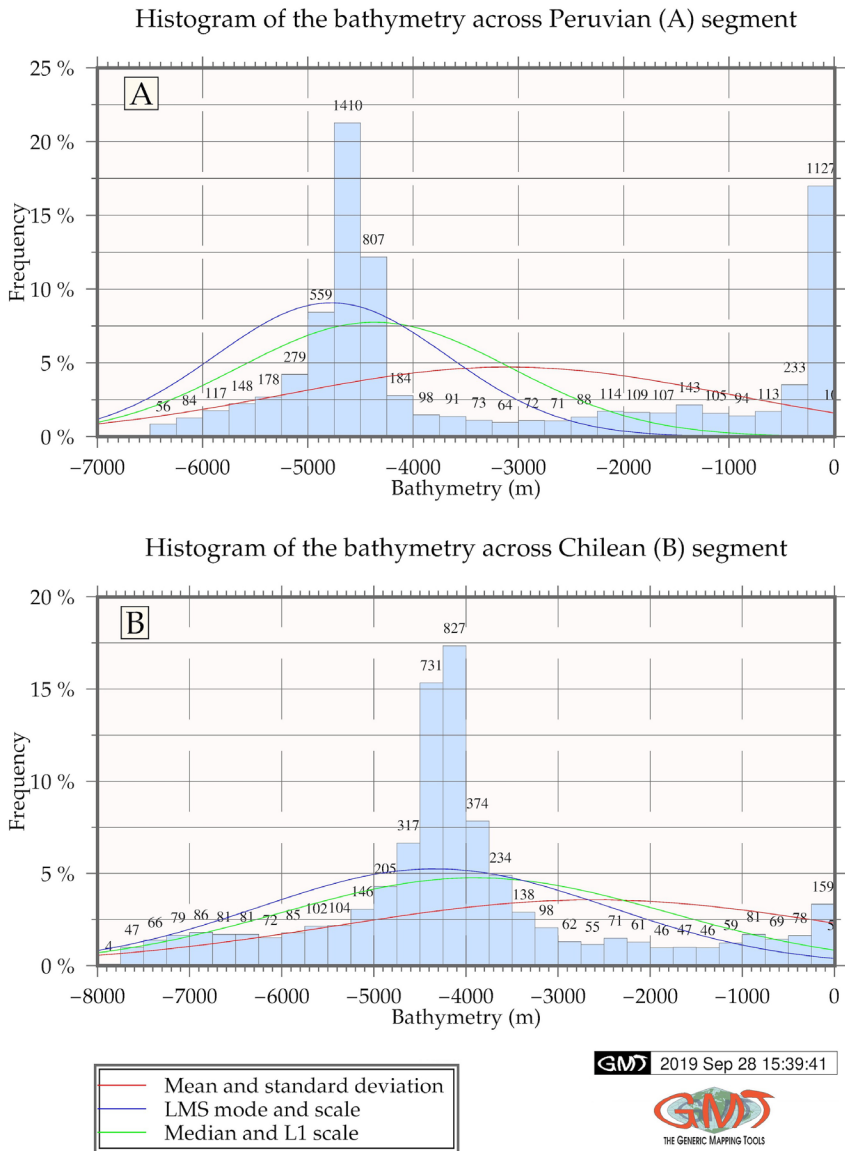 Histogram of the bathymetry across Peruvian (A) segment
25 %
20 %
15 %
10 %
5 %
0 %
Frequency
A
56 84 117 148 178 279 559 1410 807 184 98 91 73 64 72 71 88 114 109 107 143 105 94 113 233 1127 10
−7000 −6000 −5000 −4000 −3000 −2000 −1000 0
Bathymetry (m)
Histogram of the bathymetry across Chilean (B) segment
20 %
15 %
10 %
5 %
0 %
Frequency
B
4 47 66 79 86 81 81 72 85 102 104 146 205 317 731 827 374 234 138 98 62 55 71 61 46 47 46 59 81 69 78 159 5
−8000 −7000 −6000 −5000 −4000 −3000 −2000 −1000 0
Bathymetry (m)
Mean and standard deviation
LMS mode and scale
Median and L1 scale
GMT 2019 Sep 28 15:39:41
GMT
THE GENERIC MAPPING TOOLS